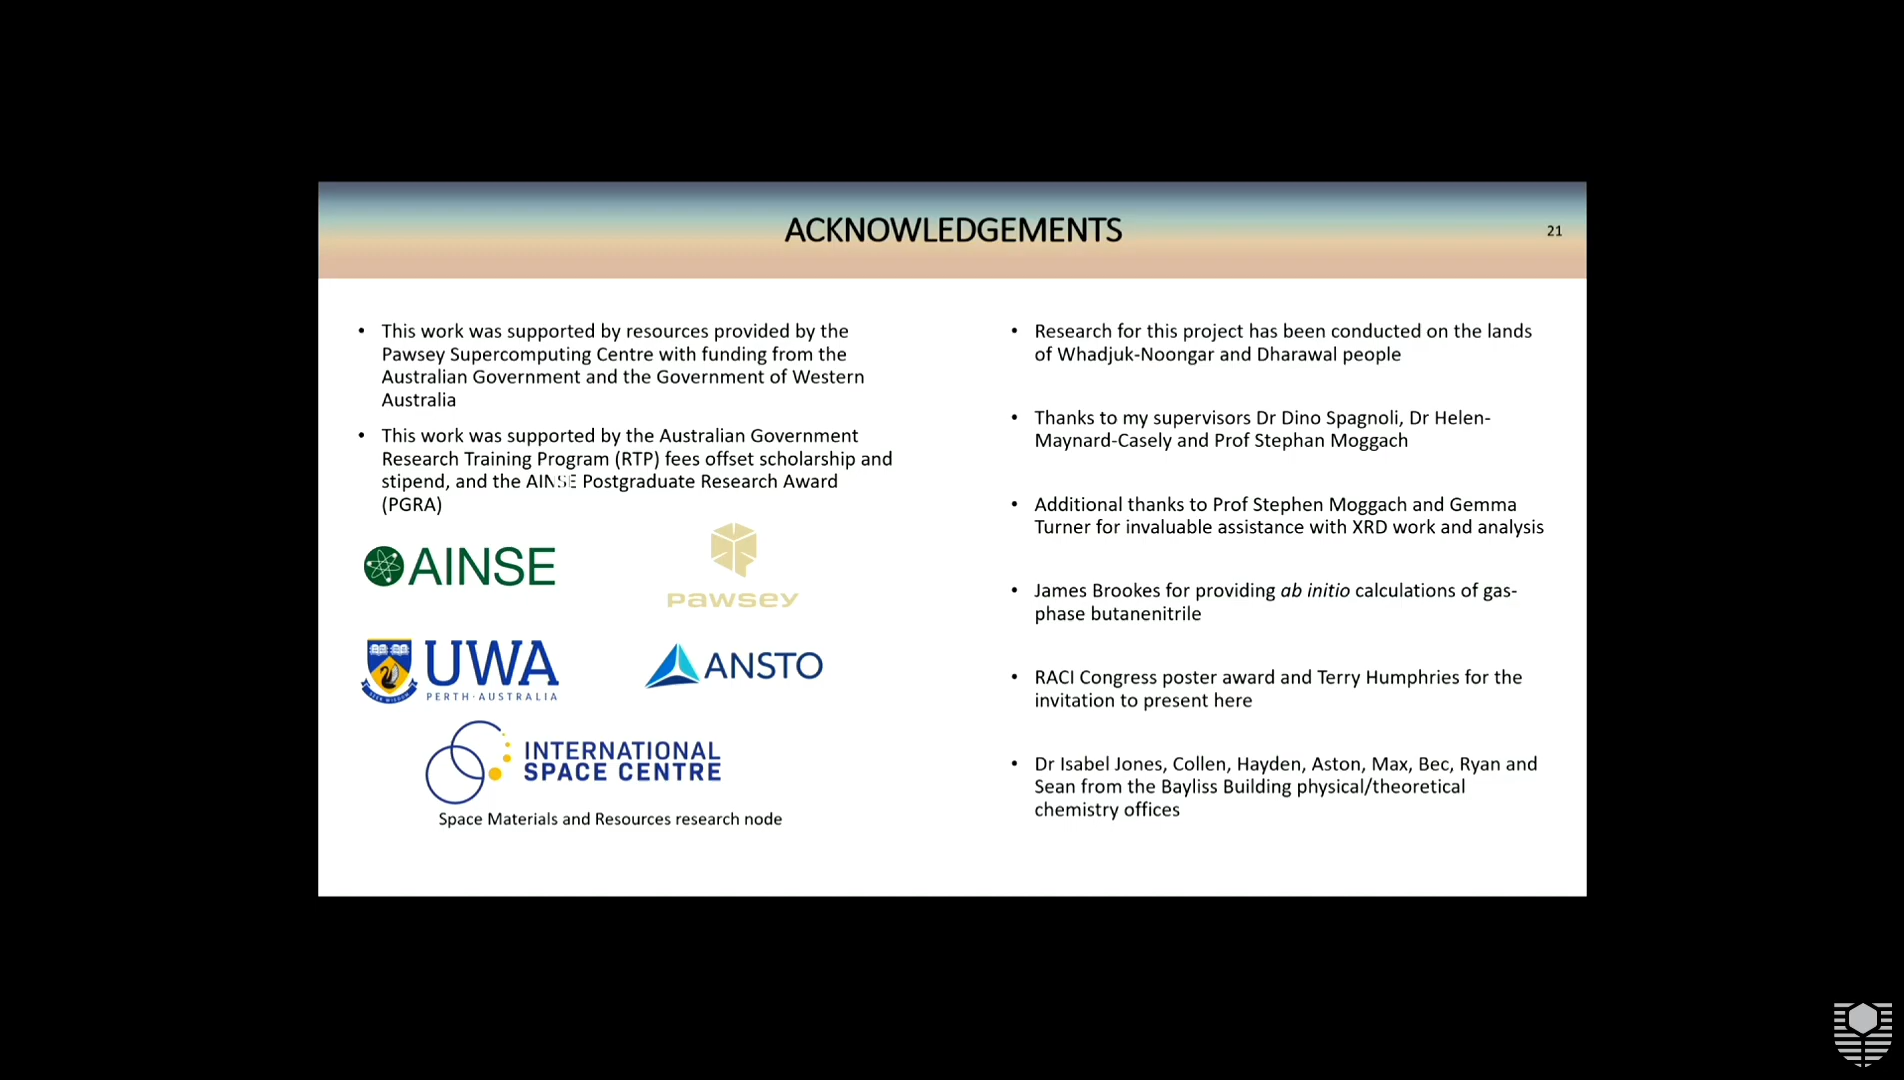 ACKNOWLEDGEMENTS
21
• This work was supported by resources provided by the
Pawsey Supercomputing Centre with funding from the
Australian Government and the Government of Western
Australia
• This work was supported by the Australian Government
Research Training Program (RTP) fees offset scholarship and
stipend, and the AINSE Postgraduate Research Award
(PGRA)
AINSE
pawsey
UWA
PERTH·AUSTRALIA
ANSTO
INTERNATIONAL
SPACE CENTRE
Space Materials and Resources research node
• Research for this project has been conducted on the lands
of Whadjuk-Noongar and Dharawal people
• Thanks to my supervisors Dr Dino Spagnoli, Dr Helen-
Maynard-Casely and Prof Stephan Moggach
• Additional thanks to Prof Stephen Moggach and Gemma
Turner for invaluable assistance with XRD work and analysis
• James Brookes for providing ab initio calculations of gas-
phase butanenitrile
• RACI Congress poster award and Terry Humphries for the
invitation to present here
• Dr Isabel Jones, Collen, Hayden, Aston, Max, Bec, Ryan and
Sean from the Bayliss Building physical/theoretical
chemistry offices